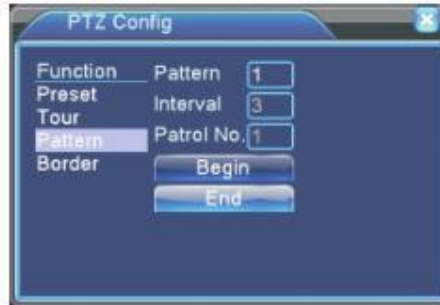 PTZ Config
Function
Preset
Tour
Pattern
Border
Pattern 1
Interval 3
Patrol No. 1
Begin
End